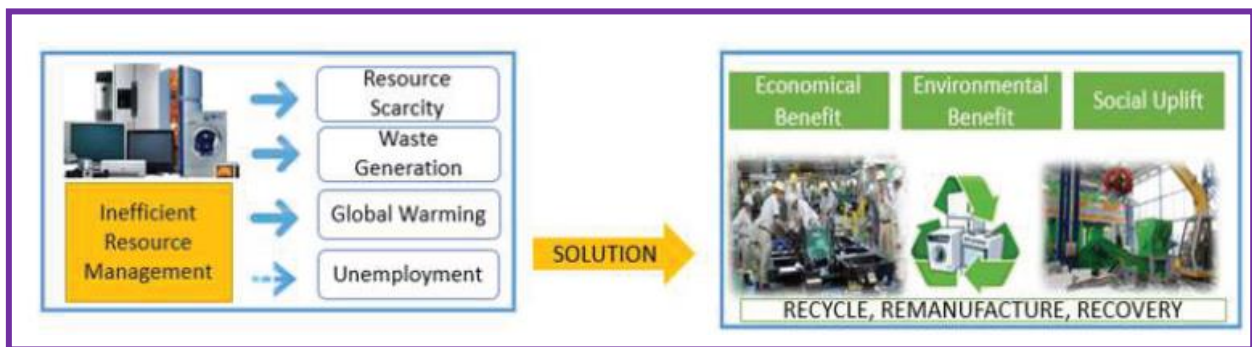 Resource
Scarcity
Waste
Generation
Global Warming
Unemployment
Inefficient
Resource
Management
SOLUTION
Economical
Benefit
Environmental
Benefit
Social Uplift
RECYCLE, REMANUFACTURE, RECOVERY